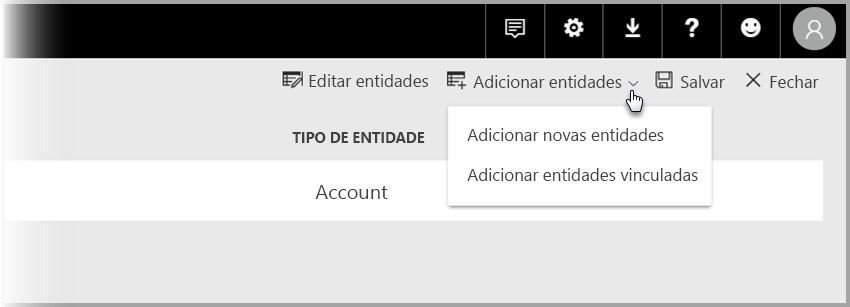 Editar entidades Adicionar entidades Salvar Fechar
TIPO DE ENTIDADE
Adicionar novas entidades
Adicionar entidades vinculadas
Account